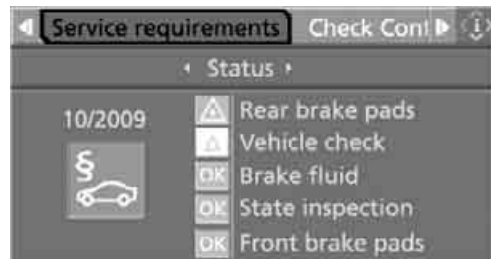 Service requirements Check Cont
Status
10/2009
Rear brake pads
Vehicle check
§
OK Brake fluid
OK State inspection
OK Front brake pads